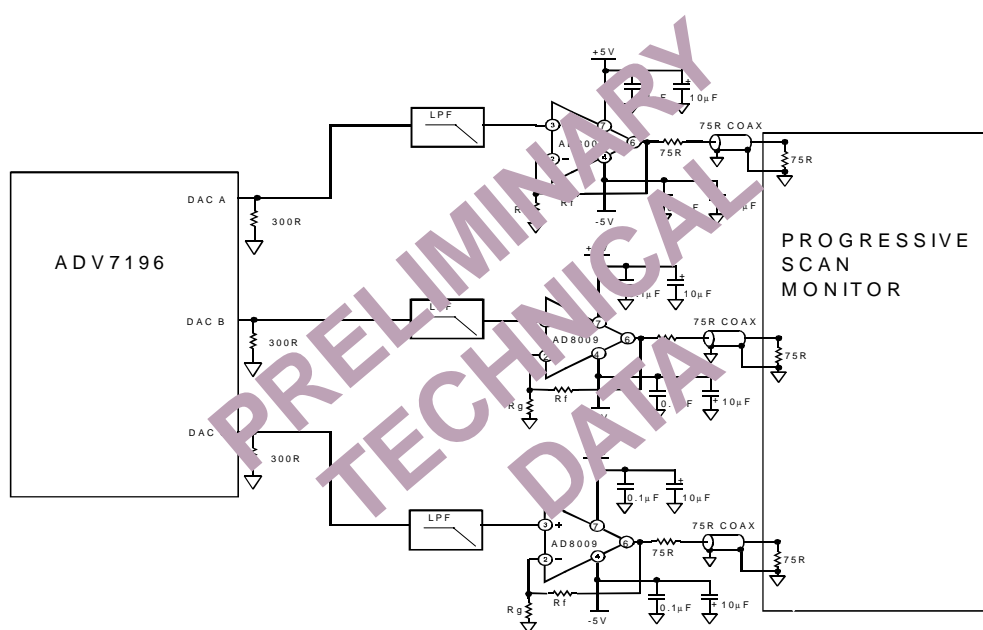 PRELIMINARY
TECHNICAL
DATA
ADV7196
DAC A
300R
DAC B
300R
DAC
300R
LPF
+5V
10µF
3
2 −
7
4
6
Rf
-5V
75R
75R COAX
75R
LPF
0.1µF
10µF
AD8009
7
4
6
Rg
Rf
10µF
75R COAX
75R
LPF
0.1µF
10µF
3 +
2 −
AD8009
7
4
6
Rg
Rf
-5V
0.1µF
10µF
75R
75R COAX
75R
PROGRESSIVE
SCAN
MONITOR